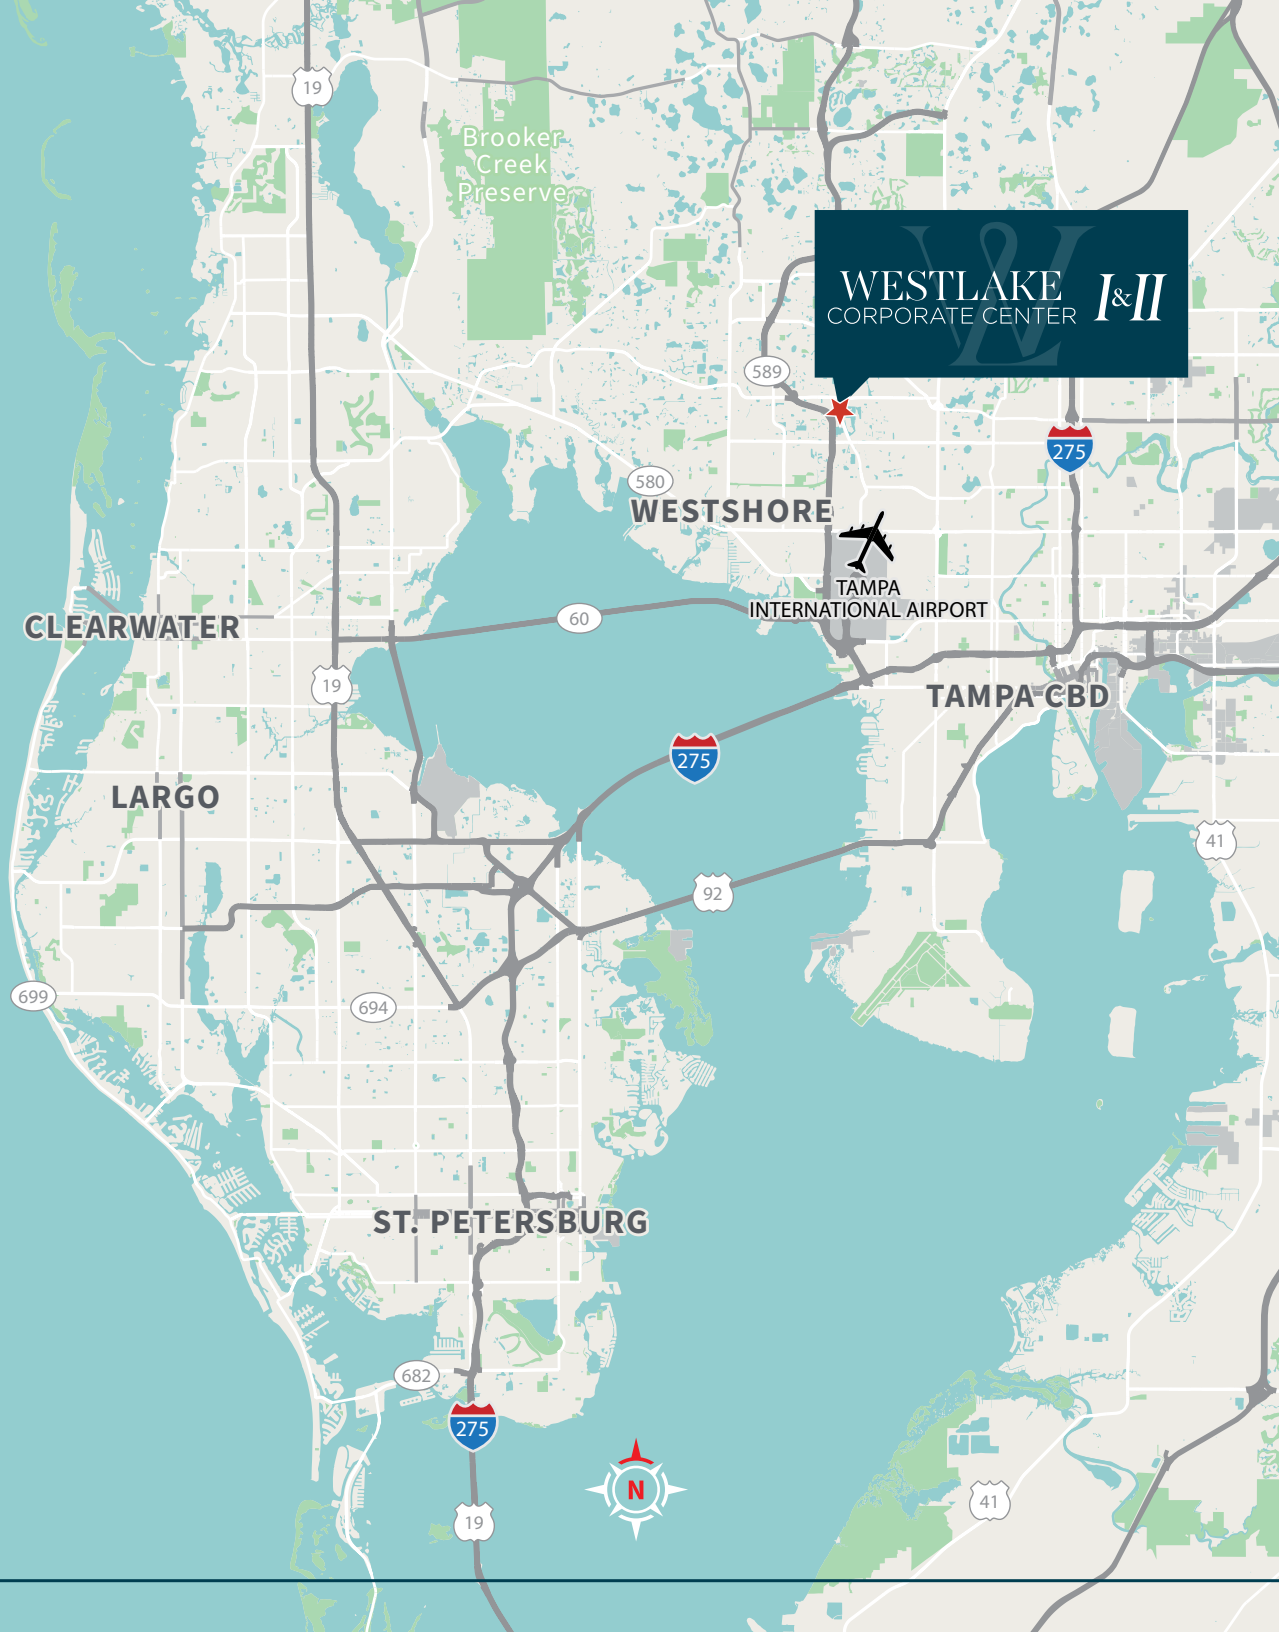 19
Brooker
Creek
Preserve
WL
WESTLAKE
CORPORATE CENTER
I&II
589
275
580
WESTSHORE
TAMPA
INTERNATIONAL AIRPORT
60
CLEARWATER
19
TAMPA CBD
275
LARGO
41
92
699
694
ST. PETERSBURG
682
275
N
41
19